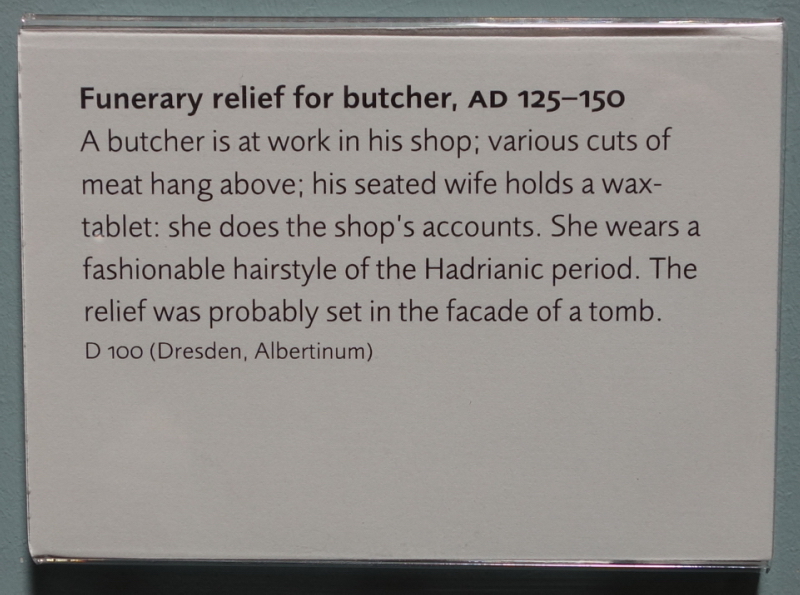 Funerary relief for butcher, AD 125–150
A butcher is at work in his shop; various cuts of
meat hang above; his seated wife holds a wax-
tablet: she does the shop's accounts. She wears a
fashionable hairstyle of the Hadrianic period. The
relief was probably set in the facade of a tomb.
D 100 (Dresden, Albertinum)